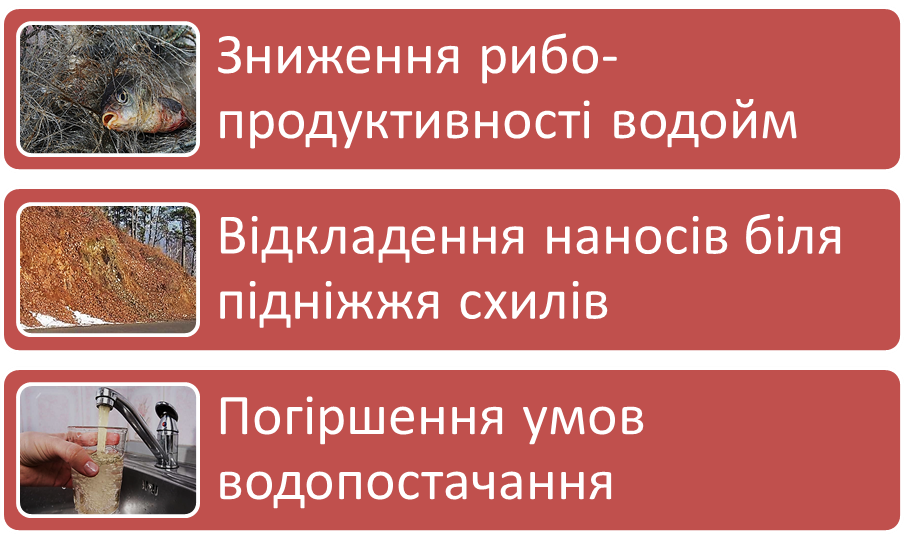 Зниження рибо-
продуктивності водойм
Відкладення наносів біля
підніжжя схилів
Погіршення умов
водопостачання